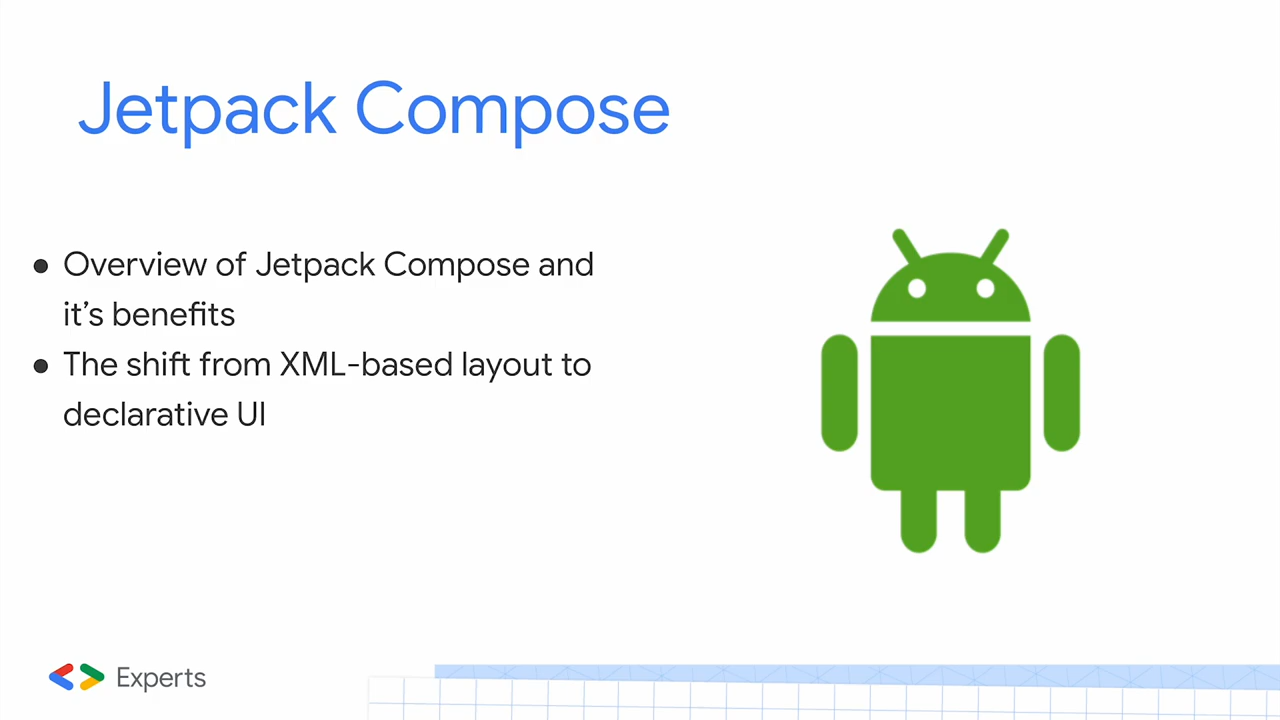 Jetpack Compose
● Overview of Jetpack Compose and
it’s benefits
● The shift from XML-based layout to
declarative UI
Experts